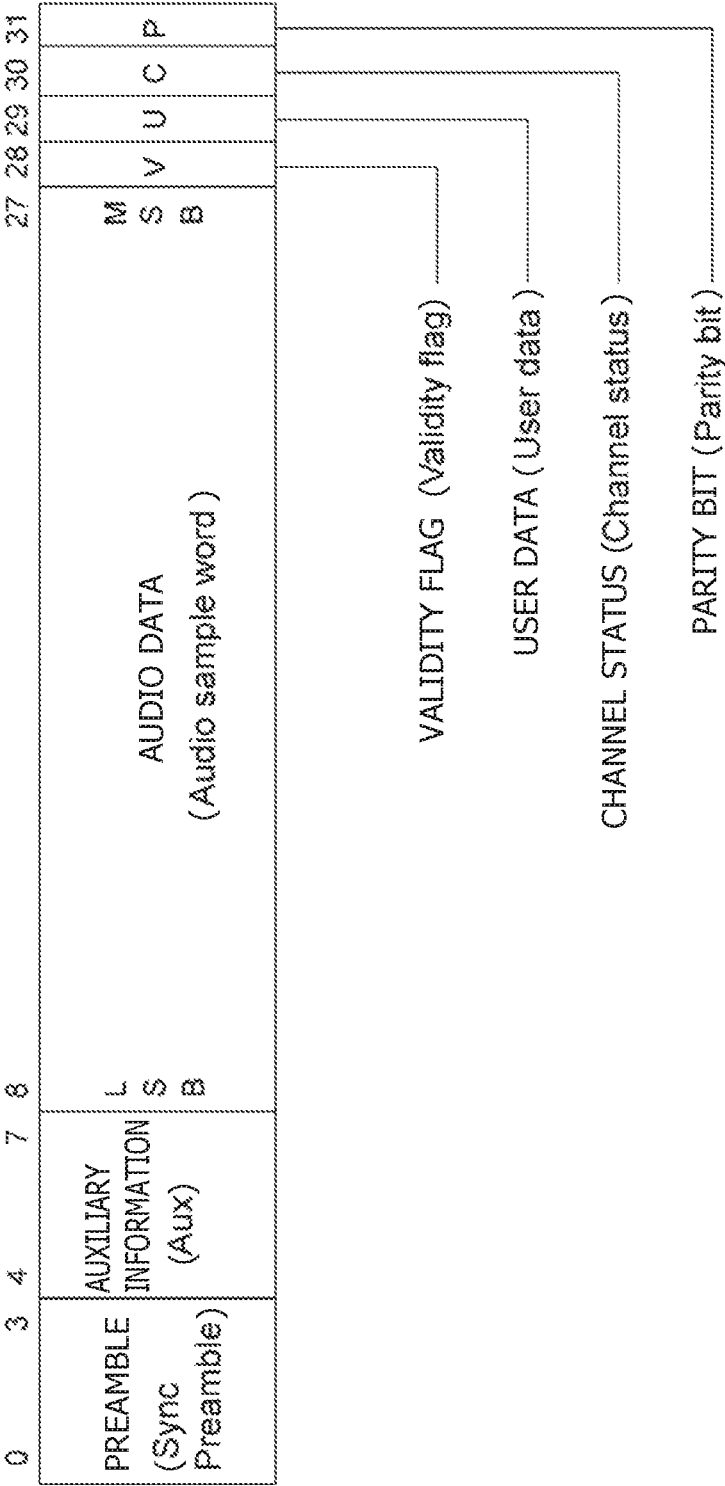 0 3 4 7 8 27 28 29 30 31
PREAMBLE
(Sync
Preamble)
AUXILIARY
INFORMATION
(Aux)
L
S
B
AUDIO DATA
(Audio sample word)
M
S
B
V U C P
VALIDITY FLAG (Validity flag)
USER DATA (User data)
CHANNEL STATUS (Channel status)
PARITY BIT (Parity bit)